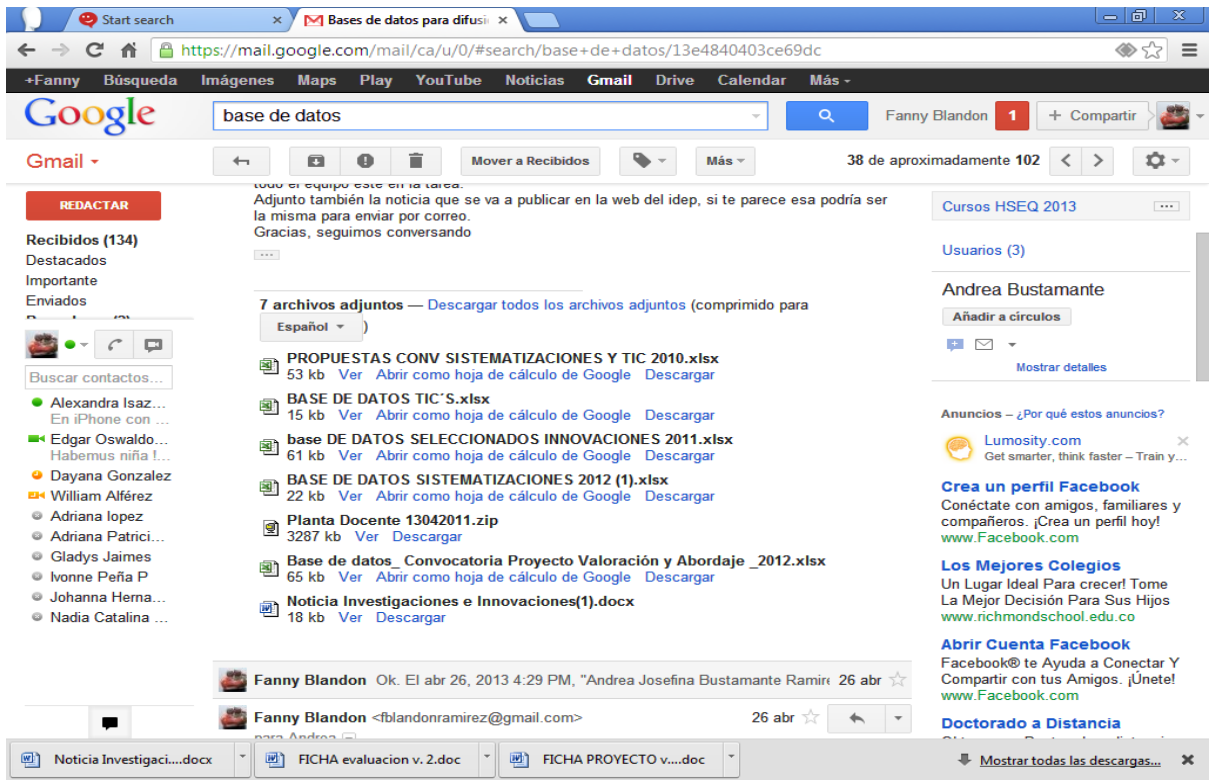 Start search
Bases de datos para difusi
https://mail.google.com/mail/ca/u/0/#search/base+de+datos/13e4840403ce69dc
+Fanny Búsqueda Imágenes Maps Play YouTube Noticias Gmail Drive Calendar Más
Google
base de datos
Fanny Blandon 1 + Compartir
Gmail
Mover a Recibidos
Más
38 de aproximadamente 102
REDACTAR
Recibidos (134)
Destacados
Importante
Enviados
Buscar contactos...
Alexandra Isaz...
En iPhone con ...
Edgar Oswaldo...
Habemus niña !...
Dayana Gonzalez
William Alférez
Adriana lopez
Adriana Patrici...
Gladys Jaimes
Ivonne Peña P
Johanna Herna...
Nadia Catalina ...
todo el equipo este en la tarea.
Adjunto también la noticia que se va a publicar en la web del idep, si te parece esa podría ser
la misma para enviar por correo.
Gracias, seguimos conversando
...
7 archivos adjuntos — Descargar todos los archivos adjuntos (comprimido para
Español )
PROPUESTAS CONV SISTEMATIZACIONES Y TIC 2010.xlsx
53 kb Ver Abrir como hoja de cálculo de Google Descargar
BASE DE DATOS TIC´S.xlsx
15 kb Ver Abrir como hoja de cálculo de Google Descargar
base DE DATOS SELECCIONADOS INNOVACIONES 2011.xlsx
61 kb Ver Abrir como hoja de cálculo de Google Descargar
BASE DE DATOS SISTEMATIZACIONES 2012 (1).xlsx
22 kb Ver Abrir como hoja de cálculo de Google Descargar
Planta Docente 13042011.zip
3287 kb Ver Descargar
Base de datos_ Convocatoria Proyecto Valoración y Abordaje _2012.xlsx
65 kb Ver Abrir como hoja de cálculo de Google Descargar
Noticia Investigaciones e Innovaciones(1).docx
18 kb Ver Descargar
Fanny Blandon Ok. El abr 26, 2013 4:29 PM, "Andrea Josefina Bustamante Ramire 26 abr
Fanny Blandon <fblandonramirez@gmail.com> 26 abr
para Andrea
Cursos HSEQ 2013
...
Usuarios (3)
Andrea Bustamante
Añadir a círculos
Mostrar detalles
Anuncios – ¿Por qué estos anuncios?
Lumosity.com
Get smarter, think faster – Train y...
Crea un perfil Facebook
Conéctate con amigos, familiares y
compañeros. ¡Crea un perfil hoy!
www.Facebook.com
Los Mejores Colegios
Un Lugar Ideal Para crecer! Tome
La Mejor Decisión Para Sus Hijos
www.richmondschool.edu.co
Abrir Cuenta Facebook
Facebook® te Ayuda a Conectar Y
Compartir con tus Amigos. ¡Únete!
www.Facebook.com
Doctorado a Distancia
Noticia Investigaci....docx
FICHA evaluacion v. 2.doc
FICHA PROYECTO v....doc
Mostrar todas las descargas...